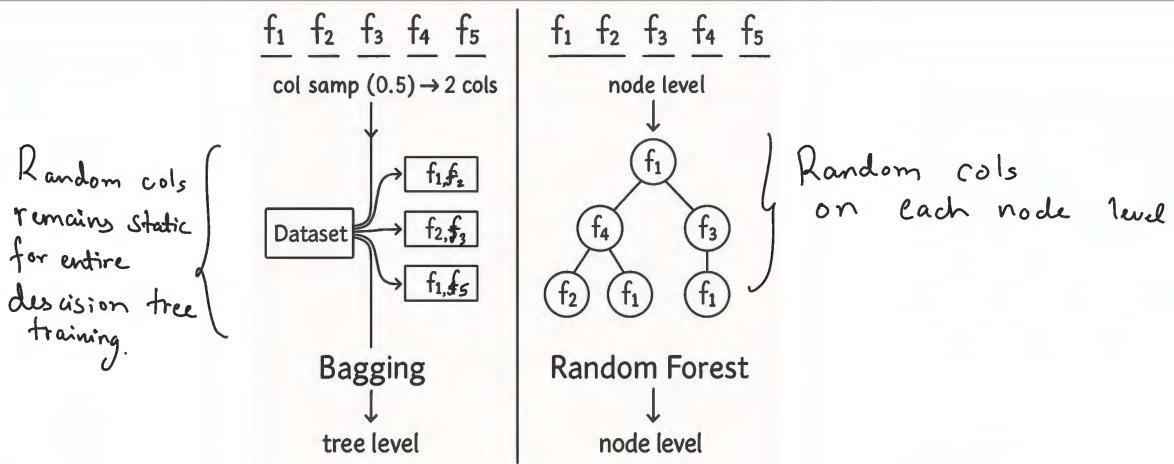 f1 f2 f3 f4 f5
col samp (0.5) → 2 cols
Random cols
remains static
for entire
descision tree
training.
Dataset
f1,f2
f2,f3
f1,f5
Bagging
tree level
f1 f2 f3 f4 f5
node level
f1
f4 f3
f2 f1 f1
Random Forest
node level
Random cols
on each node level